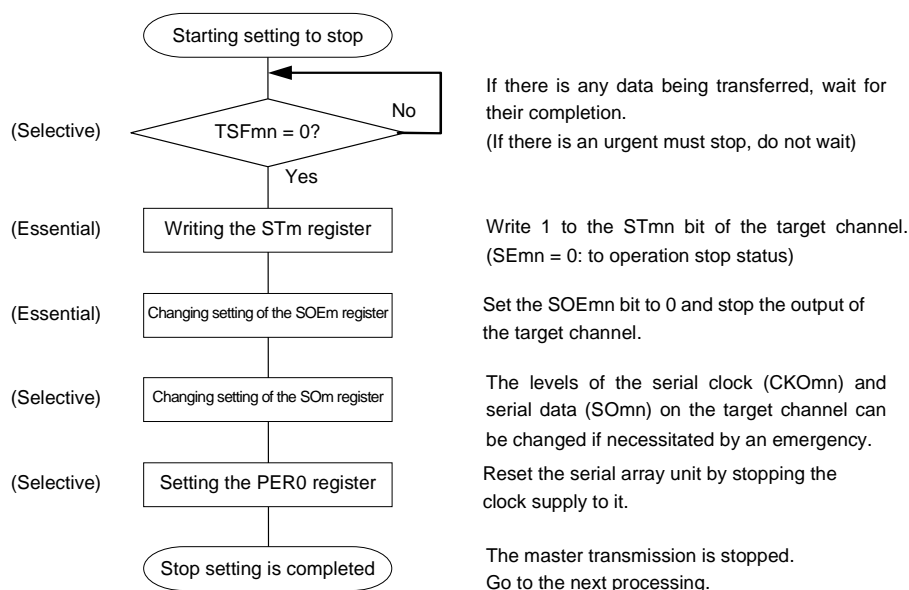 Starting setting to stop
No
If there is any data being transferred, wait for
their completion.
(If there is an urgent must stop, do not wait)
(Selective)
TSFmn = 0?
Yes
(Essential)
Writing the STm register
Write 1 to the STmn bit of the target channel.
(SEmn = 0: to operation stop status)
(Essential)
Changing setting of the SOEm register
Set the SOEmn bit to 0 and stop the output of
the target channel.
(Selective)
Changing setting of the SOm register
The levels of the serial clock (CKOmn) and
serial data (SOmn) on the target channel can
be changed if necessitated by an emergency.
(Selective)
Setting the PER0 register
Reset the serial array unit by stopping the
clock supply to it.
Stop setting is completed
The master transmission is stopped.
Go to the next processing.